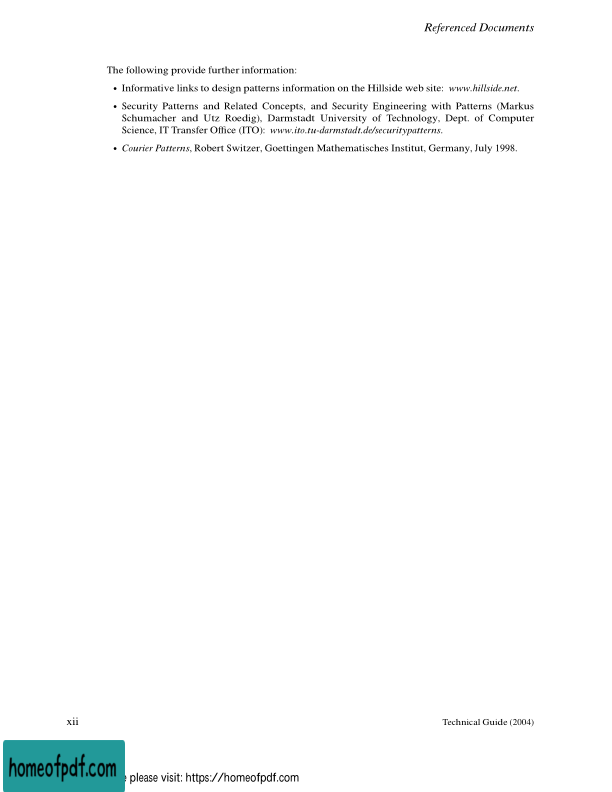 Referenced Documents
The following provide further information:
• Informative links to design patterns information on the Hillside web site: www.hillside.net.
• Security Patterns and Related Concepts, and Security Engineering with Patterns (Markus
Schumacher and Utz Roedig), Darmstadt University of Technology, Dept. of Computer
Science, IT Transfer Office (ITO): www.ito.tu-darmstadt.de/securitypatterns.
• Courier Patterns, Robert Switzer, Goettingen Mathematisches Institut, Germany, July 1998.
xii
Technical Guide (2004)
homeofpdf.com
please visit: https://homeofpdf.com